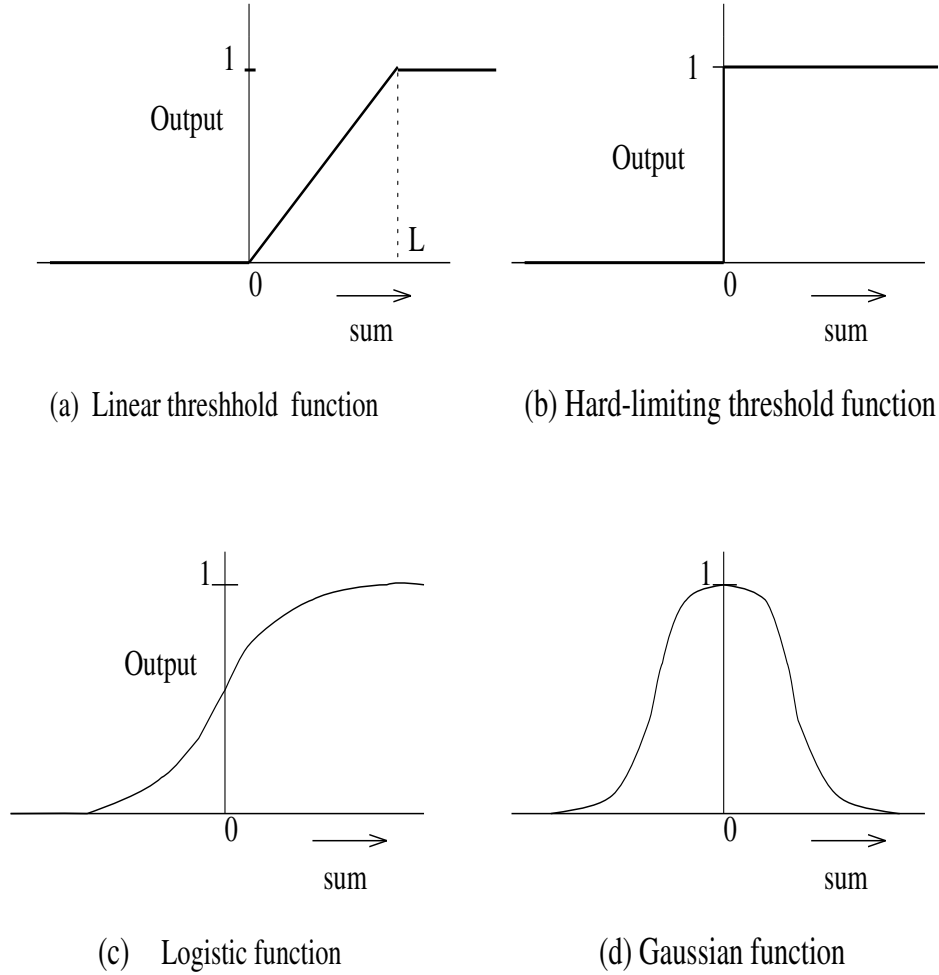 1
Output
L
0
sum
(a) Linear threshhold function
1
Output
0
sum
(b) Hard-limiting threshold function
1
Output
0
sum
(c) Logistic function
1
0
sum
(d) Gaussian function